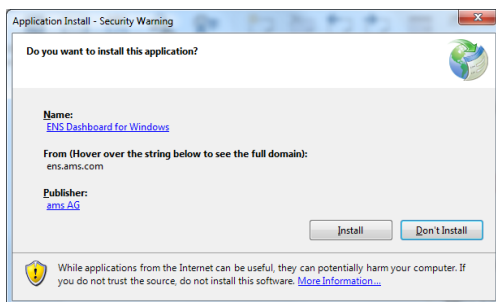 Application Install - Security Warning
Do you want to install this application?
Name:
ENS Dashboard for Windows
From (Hover over the string below to see the full domain):
ens.ams.com
Publisher:
ams AG
Install
Don't Install
While applications from the Internet can be useful, they can potentially harm your computer. If
you do not trust the source, do not install this software. More Information...